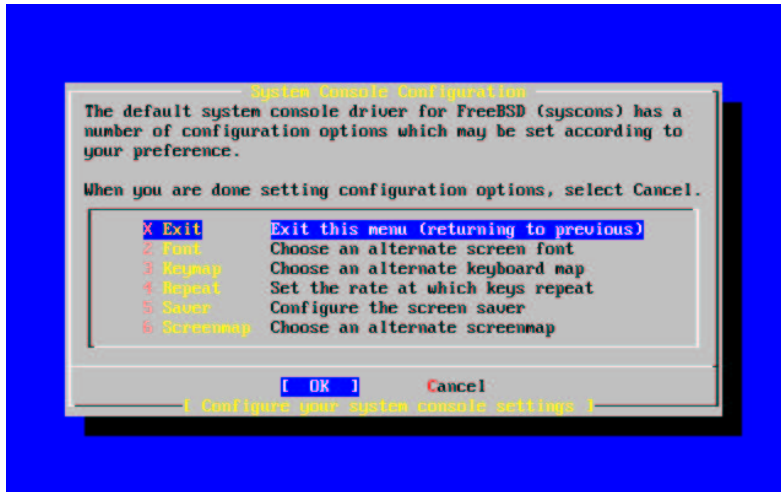 System Console Configuration
The default system console driver for FreeBSD (syscons) has a
number of configuration options which may be set according to
your preference.
When you are done setting configuration options, select Cancel.
X Exit Exit this menu (returning to previous)
2 Font Choose an alternate screen font
3 Keymap Choose an alternate keyboard map
4 Repeat Set the rate at which keys repeat
5 Saver Configure the screen saver
6 Screenmap Choose an alternate screenmap
[ OK ] Cancel
[ Configure your system console settings ]